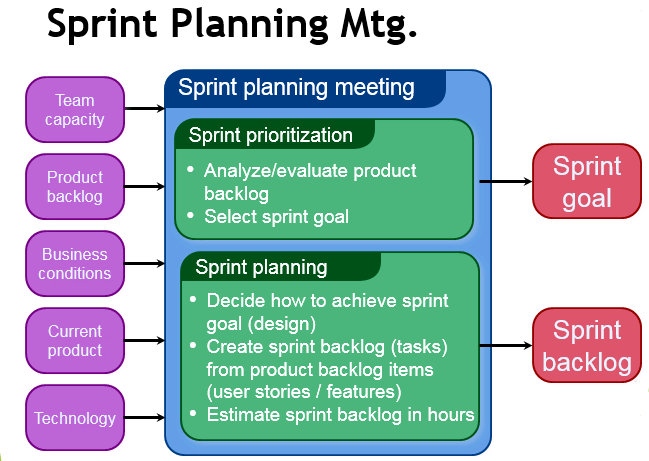 Sprint Planning Mtg.
Team
capacity
Product
backlog
Business
conditions
Current
product
Technology
Sprint planning meeting
Sprint prioritization
• Analyze/evaluate product
backlog
• Select sprint goal
Sprint planning
• Decide how to achieve sprint
goal (design)
• Create sprint backlog (tasks)
from product backlog items
(user stories / features)
• Estimate sprint backlog in hours
Sprint
goal
Sprint
backlog